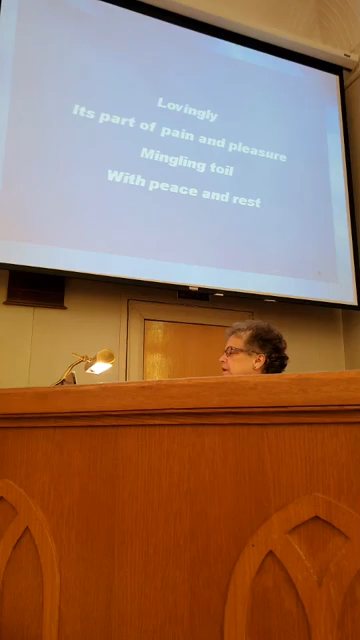 Lovingly
Its part of pain and pleasure
Mingling toil
With peace and rest